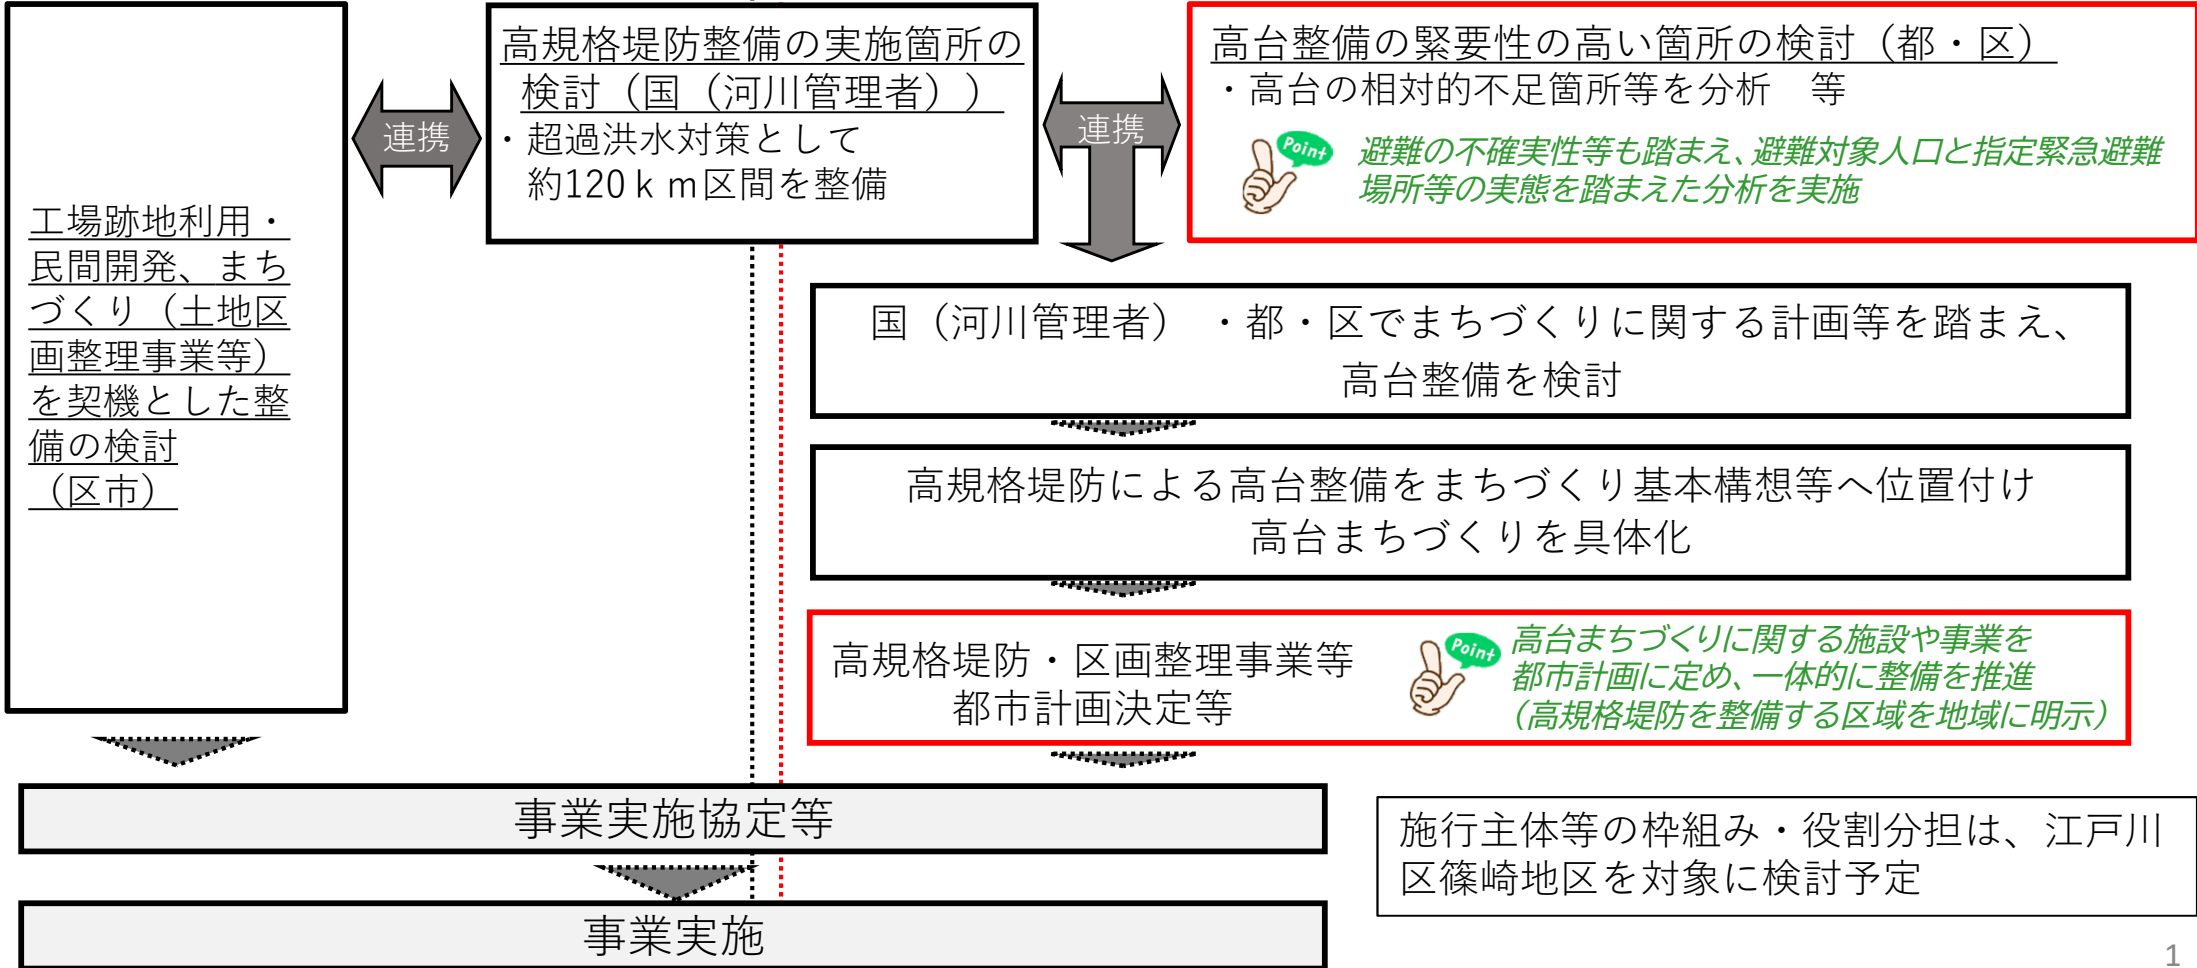 工場跡地利用・
民間開発、まち
づくり（土地区
画整理事業等）
を契機とした整
備の検討
（区市）
連携
高規格堤防整備の実施箇所の
検討（国（河川管理者））
・超過洪水対策として
約120ｋｍ区間を整備
連携
高台整備の緊要性の高い箇所の検討（都・区）
・高台の相対的不足箇所等を分析　等
Point
避難の不確実性等も踏まえ、避難対象人口と指定緊急避難
場所等の実態を踏まえた分析を実施
国（河川管理者）・都・区でまちづくりに関する計画等を踏まえ、
高台整備を検討
高規格堤防による高台整備をまちづくり基本構想等へ位置付け
高台まちづくりを具体化
高規格堤防・区画整理事業等
都市計画決定等
Point
高台まちづくりに関する施設や事業を
都市計画に定め、一体的に整備を推進
（高規格堤防を整備する区域を地域に明示）
事業実施協定等
事業実施
施行主体等の枠組み・役割分担は、江戸川
区篠崎地区を対象に検討予定
1